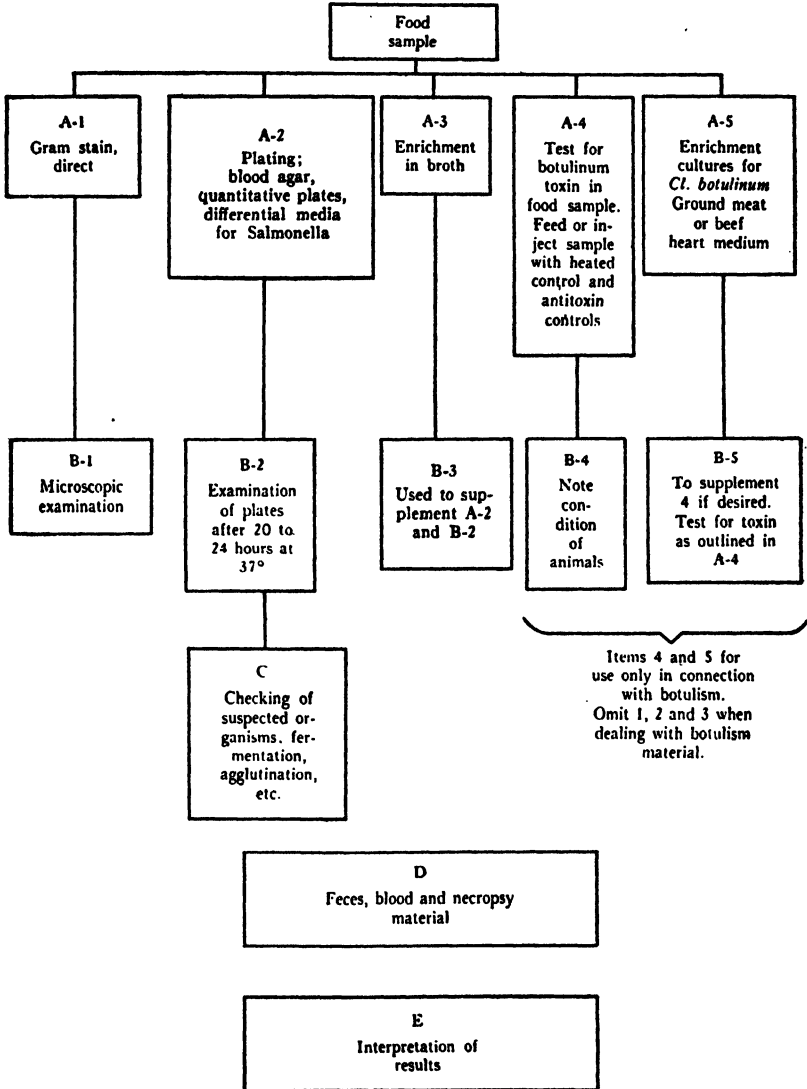 Food
sample
A-1
Gram stain,
direct
A-2
Plating;
blood agar,
quantitative plates,
differential media
for Salmonella
A-3
Enrichment
in broth
A-4
Test for
botulinum
toxin in
food sample.
Feed or in-
ject sample
with heated
control and
antitoxin
controls
A-5
Enrichment
cultures for
Cl. botulinum
Ground meat
or beef
heart medium
B-1
Microscopic
examination
B-2
Examination
of plates
after 20 to
24 hours at
37°
B-3
Used to sup-
plement A-2
and B-2
B-4
Note
con-
dition
of
animals
B-5
To supplement
4 if desired.
Test for toxin
as outlined in
A-4
Items 4 and 5 for
use only in connection
with botulism.
Omit 1, 2 and 3 when
dealing with botulism
material.
C
Checking of
suspected or-
ganisms, fer-
mentation,
agglutination,
etc.
D
Feces, blood and necropsy
material
E
Interpretation of
results